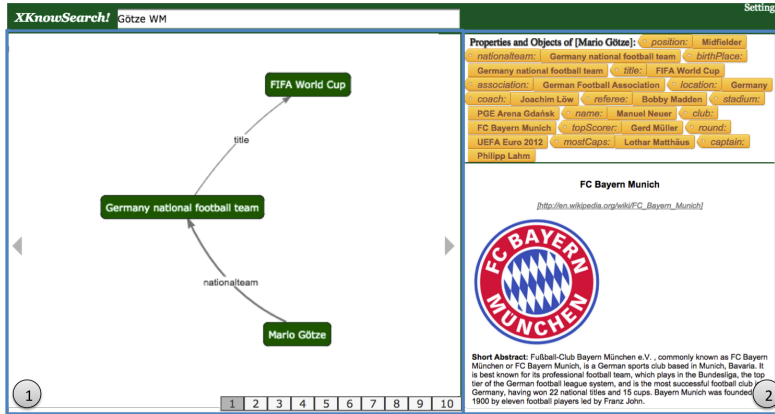 XKnowSearch!
Götze WM
Setting
FIFA World Cup
title
Germany national football team
nationalteam
Mario Götze
1
1 2 3 4 5 6 7 8 9 10
Properties and Objects of [Mario Götze]: position: Midfielder
nationalteam: Germany national football team birthPlace:
Germany national football team title: FIFA World Cup
association: German Football Association location: Germany
coach: Joachim Löw referee: Bobby Madden stadium:
PGE Arena Gdańsk name: Manuel Neuer club:
FC Bayern Munich topScorer: Gerd Müller round:
UEFA Euro 2012 mostCaps: Lothar Matthäus captain:
Philipp Lahm
FC Bayern Munich
[http://en.wikipedia.org/wiki/FC_Bayern_Munich]
FC BAYERN
MÜNCHEN
Short Abstract: Fußball-Club Bayern München e.V. , commonly known as FC Bayern
München or FC Bayern Munich, is a German sports club based in Munich, Bavaria. It
is best known for its professional football team, which plays in the Bundesliga, the top
tier of the German football league system, and is the most successful football club
Germany, having won 22 national titles and 15 cups. Bayern Munich was founded
1900 by eleven football players led by Franz John.
2